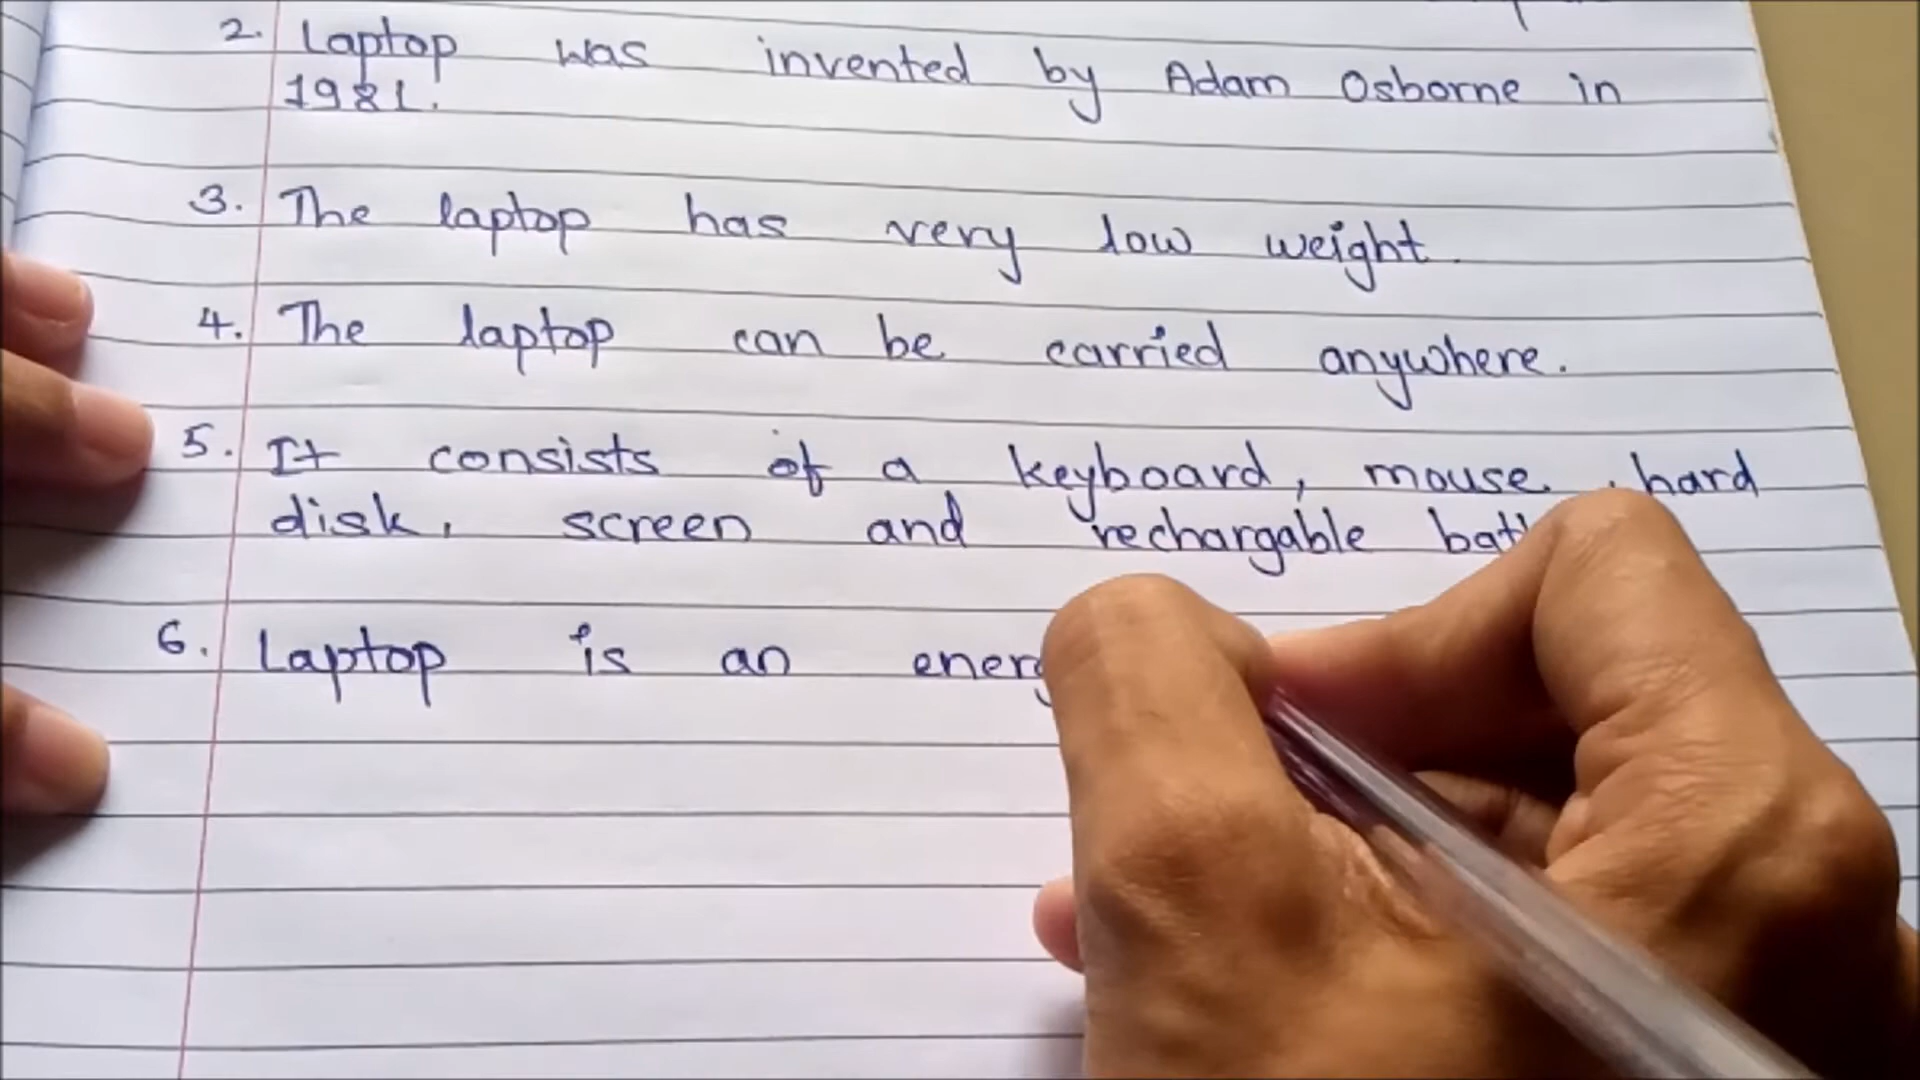 2. Laptop was invented by Adam Osborne in
1981.
3. The laptop has very low weight.
4. The laptop can be carried anywhere.
5. It consists of a keyboard, mouse, hard
disk, screen and rechargable
6. Laptop is an